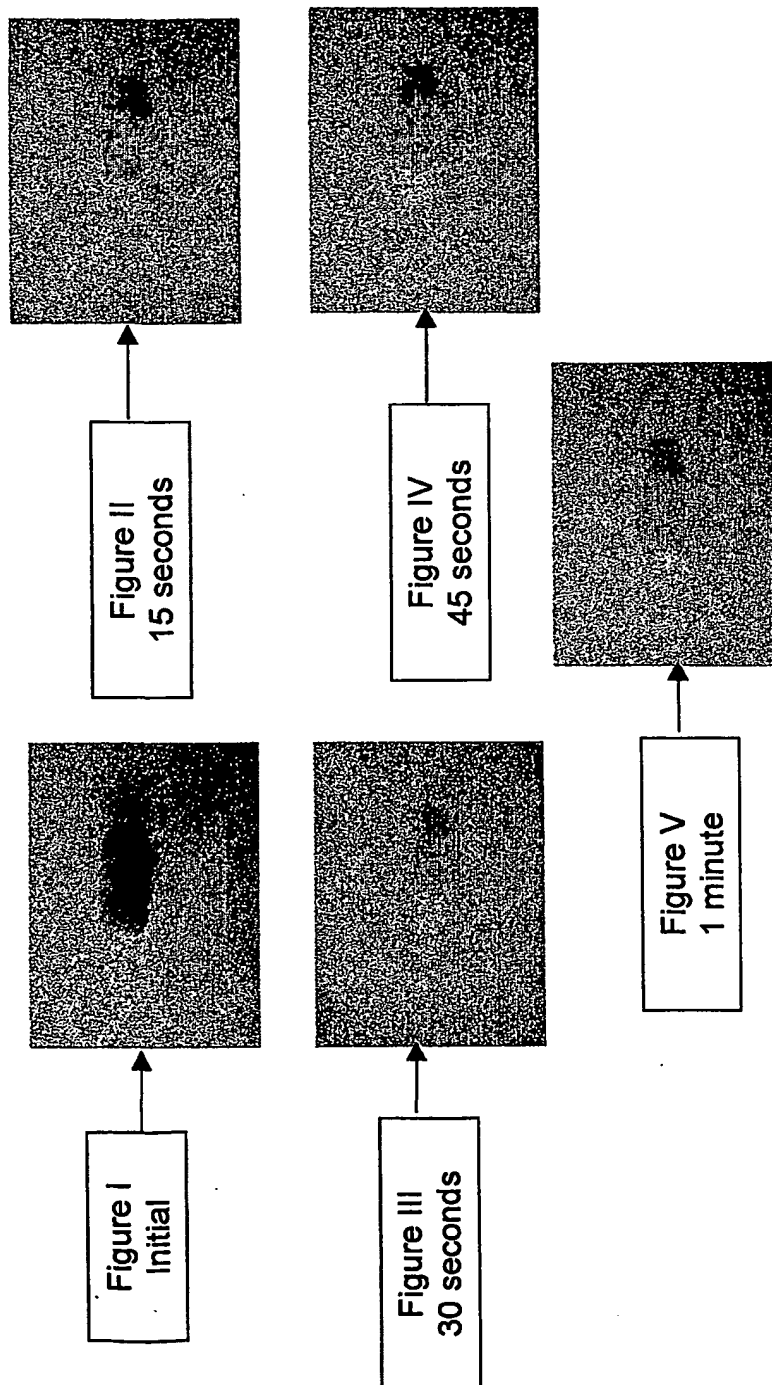 Figure I
Initial
Figure II
15 seconds
Figure III
30 seconds
Figure IV
45 seconds
Figure V
1 minute